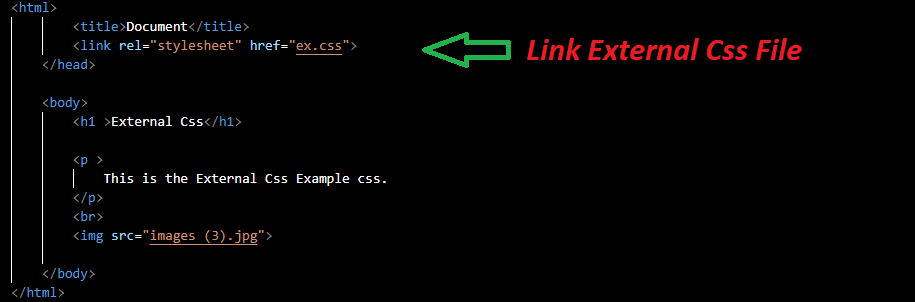 <html>
<title>Document</title>
<link rel="stylesheet" href="ex.css">
Link External Css File
</head>
<body>
<h1 >External Css</h1>
<p >
This is the External Css Example css.
</p>
<br>
<img src="images (3).jpg">
</body>
</html>